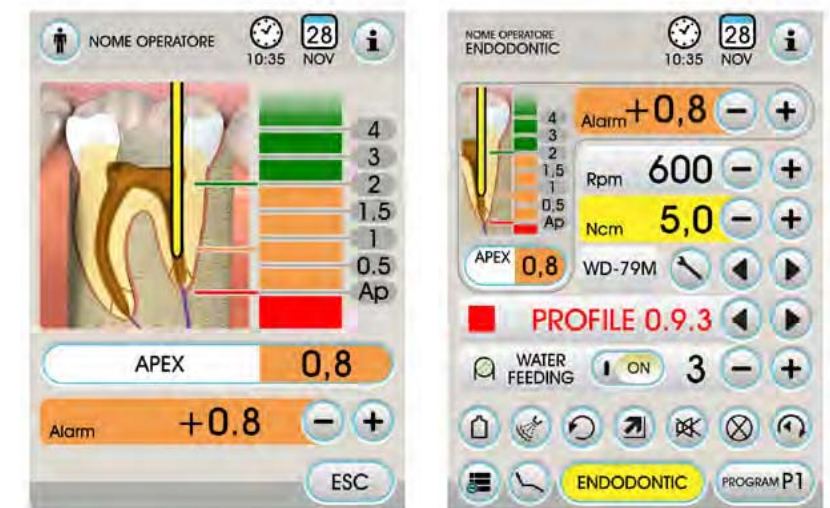 NOME OPERATORE
10:35
28
NOV
i
4
3
2
1.5
1
0.5
Ap
APEX 0,8
Alarm +0.8 − +
ESC
NOME OPERATORE
ENDODONTIC
10:35
28
NOV
i
4
3
2
1,5
1
0,5
Ap
APEX 0,8
Alarm +0,8 − +
Rpm 600 − +
Ncm 5,0 − +
WD-79M
PROFILE 0.9.3
WATER
FEEDING
I ON
3 − +
ENDODONTIC
PROGRAM P1